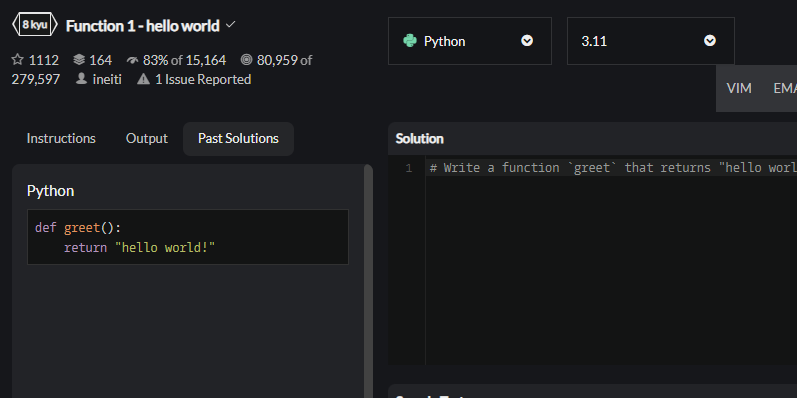 8 kyu Function 1 - hello world
1112 164 83% of 15,164 80,959 of
279,597 ineiti 1 Issue Reported
Python 3.11
VIM
Instructions Output Past Solutions
Solution
Python
def greet():
    return "hello world!"
1 # Write a function `greet` that returns "hello